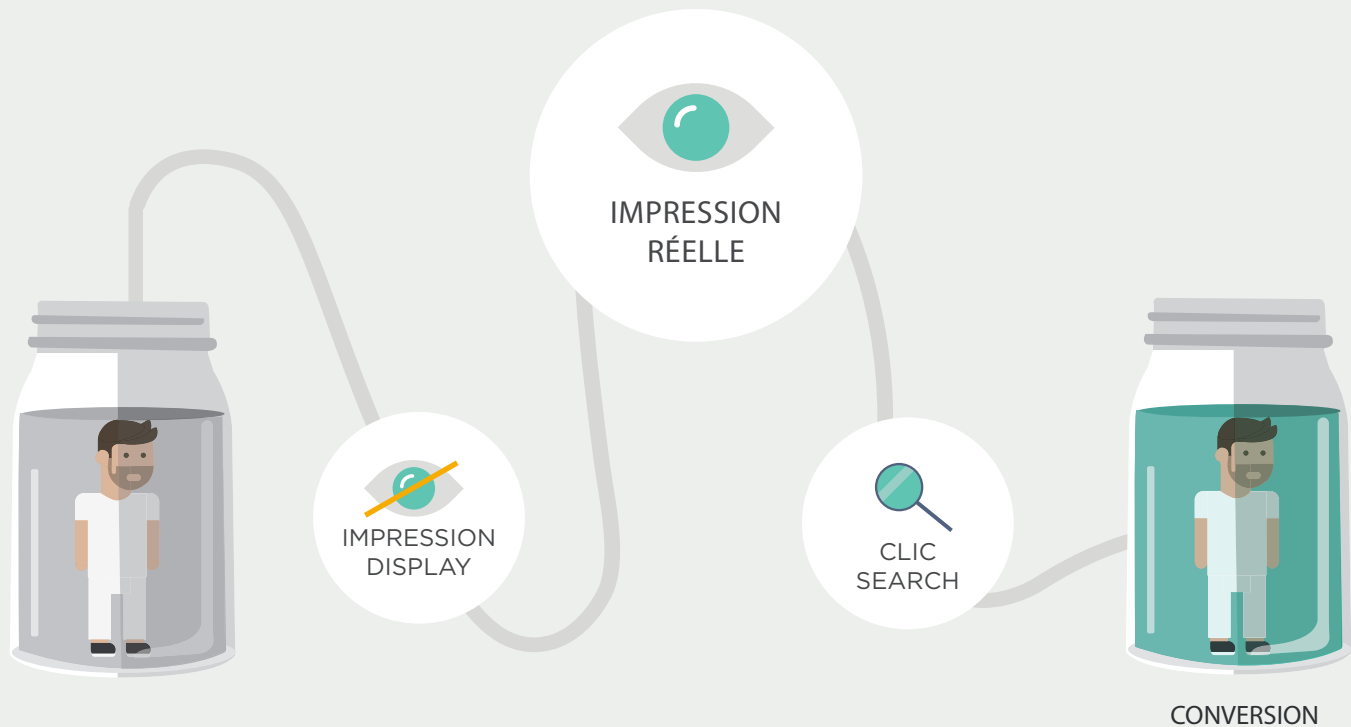 IMPRESSION
RÉELLE
IMPRESSION
DISPLAY
CLIC
SEARCH
CONVERSION